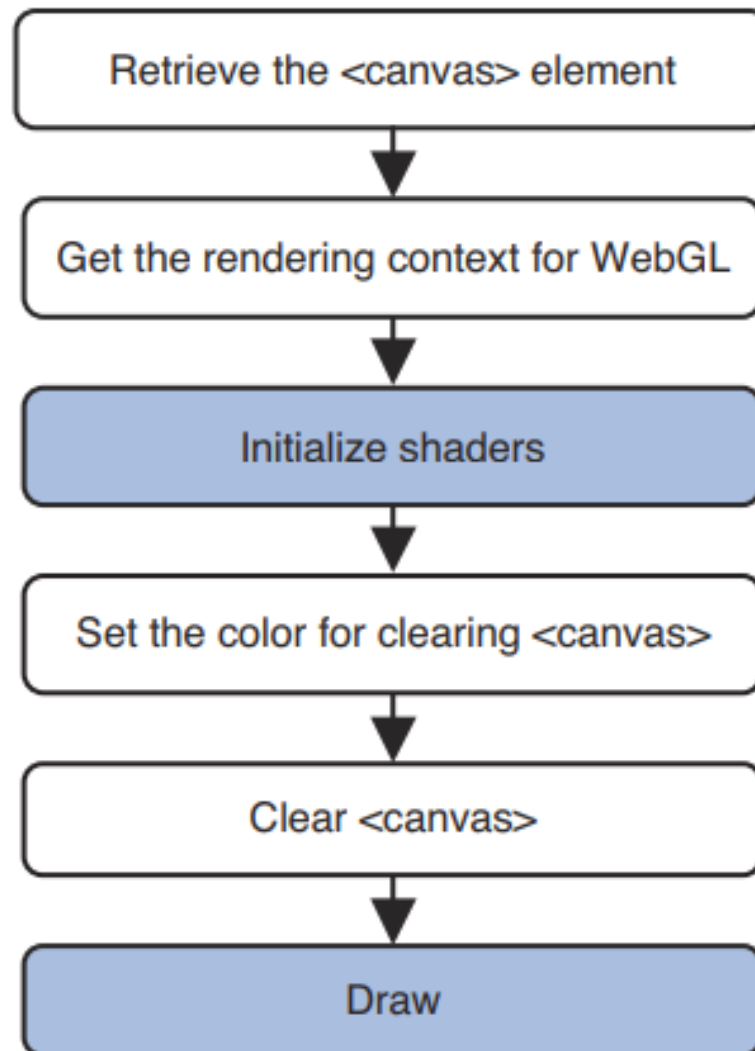 Retrieve the <canvas> element
Get the rendering context for WebGL
Initialize shaders
Set the color for clearing <canvas>
Clear <canvas>
Draw